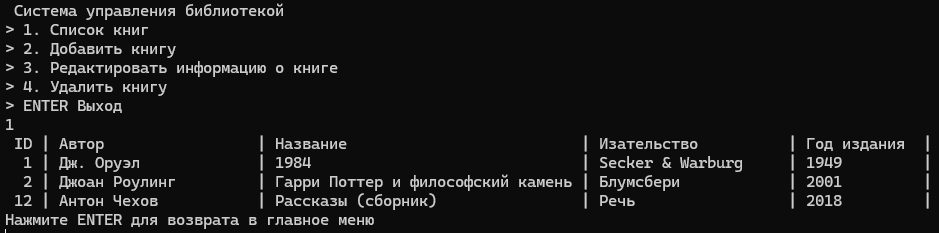 Система управления библиотекой
> 1. Список книг
> 2. Добавить книгу
> 3. Редактировать информацию о книге
> 4. Удалить книгу
> ENTER Выход
1
ID | Автор | Название | Изательство | Год издания |
1 | Дж. Оруэл | 1984 | Secker & Warburg | 1949 |
2 | Джоан Роулинг | Гарри Поттер и философский камень | Блумсбери | 2001 |
12 | Антон Чехов | Рассказы (сборник) | Речь | 2018 |
Нажмите ENTER для возврата в главное меню